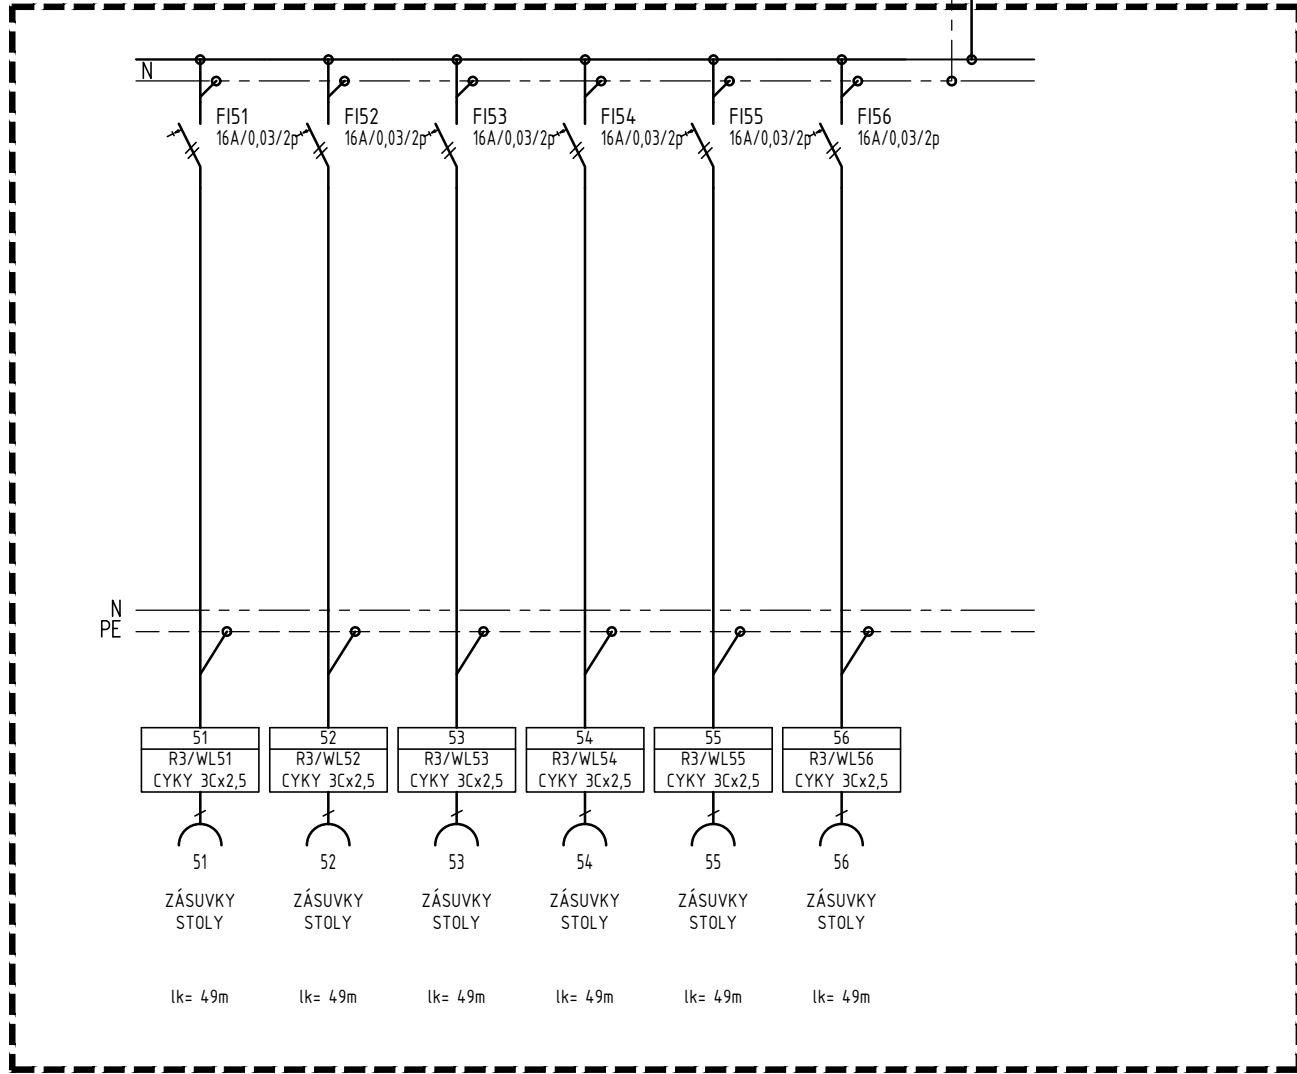 N
FI51
16A/0,03/2p
FI52
16A/0,03/2p
FI53
16A/0,03/2p
FI54
16A/0,03/2p
FI55
16A/0,03/2p
FI56
16A/0,03/2p
N
PE
51
R3/WL51
CYKY 3Cx2,5
52
R3/WL52
CYKY 3Cx2,5
53
R3/WL53
CYKY 3Cx2,5
54
R3/WL54
CYKY 3Cx2,5
55
R3/WL55
CYKY 3Cx2,5
56
R3/WL56
CYKY 3Cx2,5
51
ZÁSUVKY
STOLY
lk= 49m
52
ZÁSUVKY
STOLY
lk= 49m
53
ZÁSUVKY
STOLY
lk= 49m
54
ZÁSUVKY
STOLY
lk= 49m
55
ZÁSUVKY
STOLY
lk= 49m
56
ZÁSUVKY
STOLY
lk= 49m